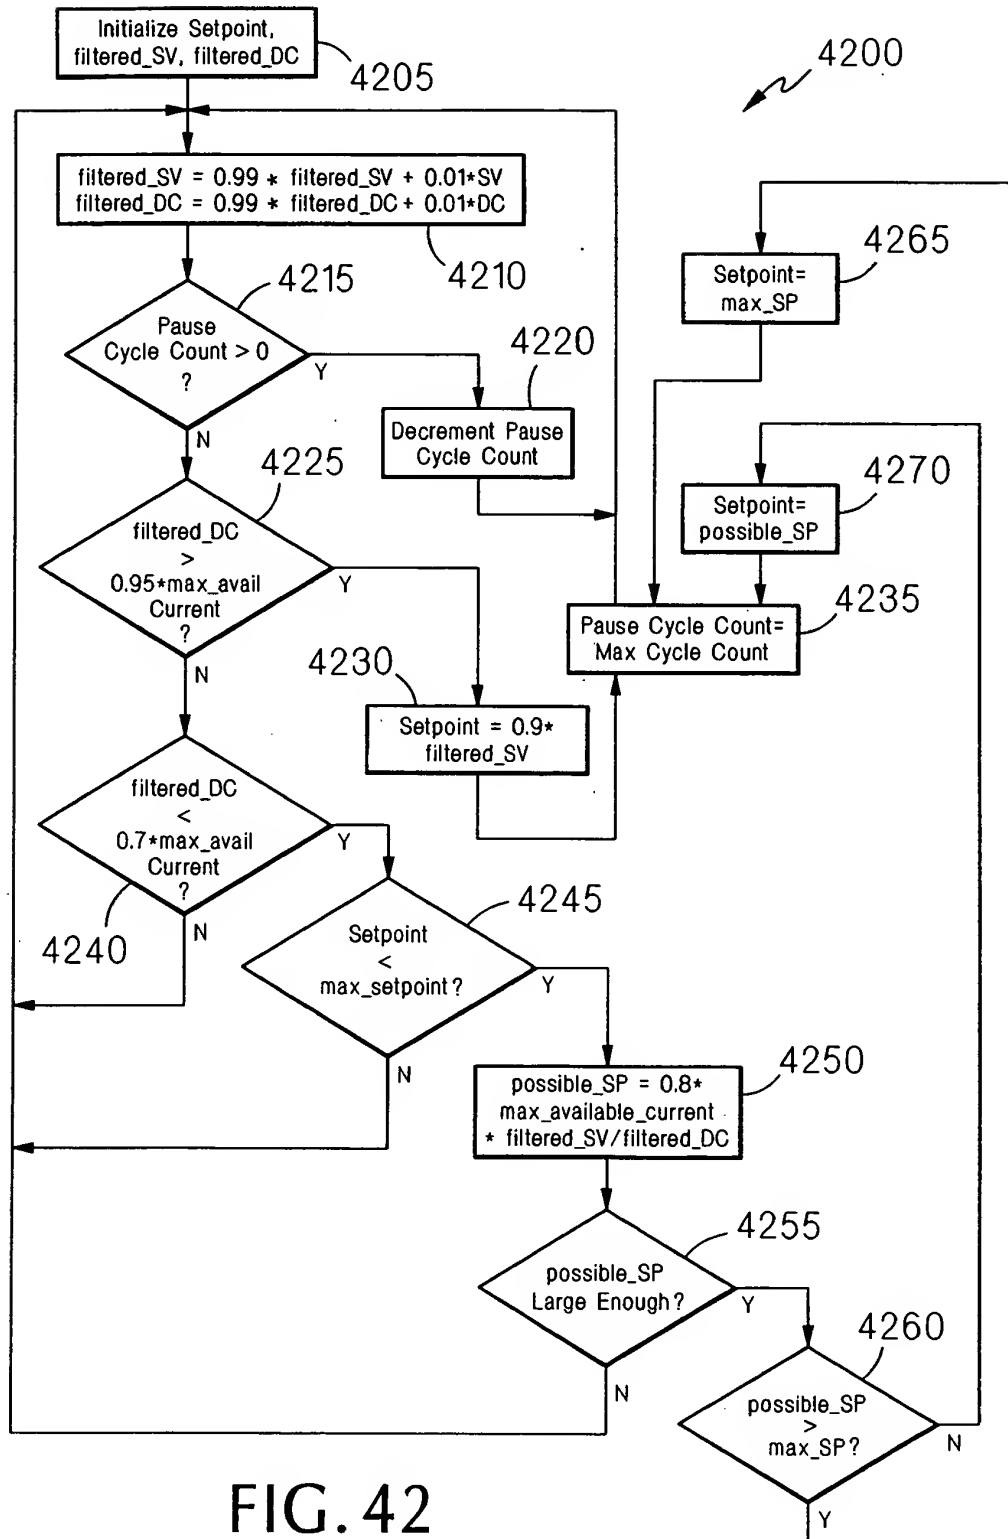 Initialize Setpoint,
filtered_SV, filtered_DC
4205
4200
filtered_SV = 0.99 * filtered_SV + 0.01*SV
filtered_DC = 0.99 * filtered_DC + 0.01*DC
4210
4215
Pause
Cycle Count > 0
?
Y
N
4220
Decrement Pause
Cycle Count
4265
Setpoint=
max_SP
4225
filtered_DC
>
0.95*max_avail
Current
?
Y
N
4270
Setpoint=
possible_SP
4235
Pause Cycle Count=
Max Cycle Count
4230
Setpoint = 0.9*
filtered_SV
filtered_DC
<
0.7*max_avail
Current
?
Y
N
4240
4245
Setpoint
<
max_setpoint?
Y
N
4250
possible_SP = 0.8*
max_available_current
* filtered_SV/filtered_DC
4255
possible_SP
Large Enough?
Y
N
4260
possible_SP
>
max_SP?
N
Y
FIG. 42